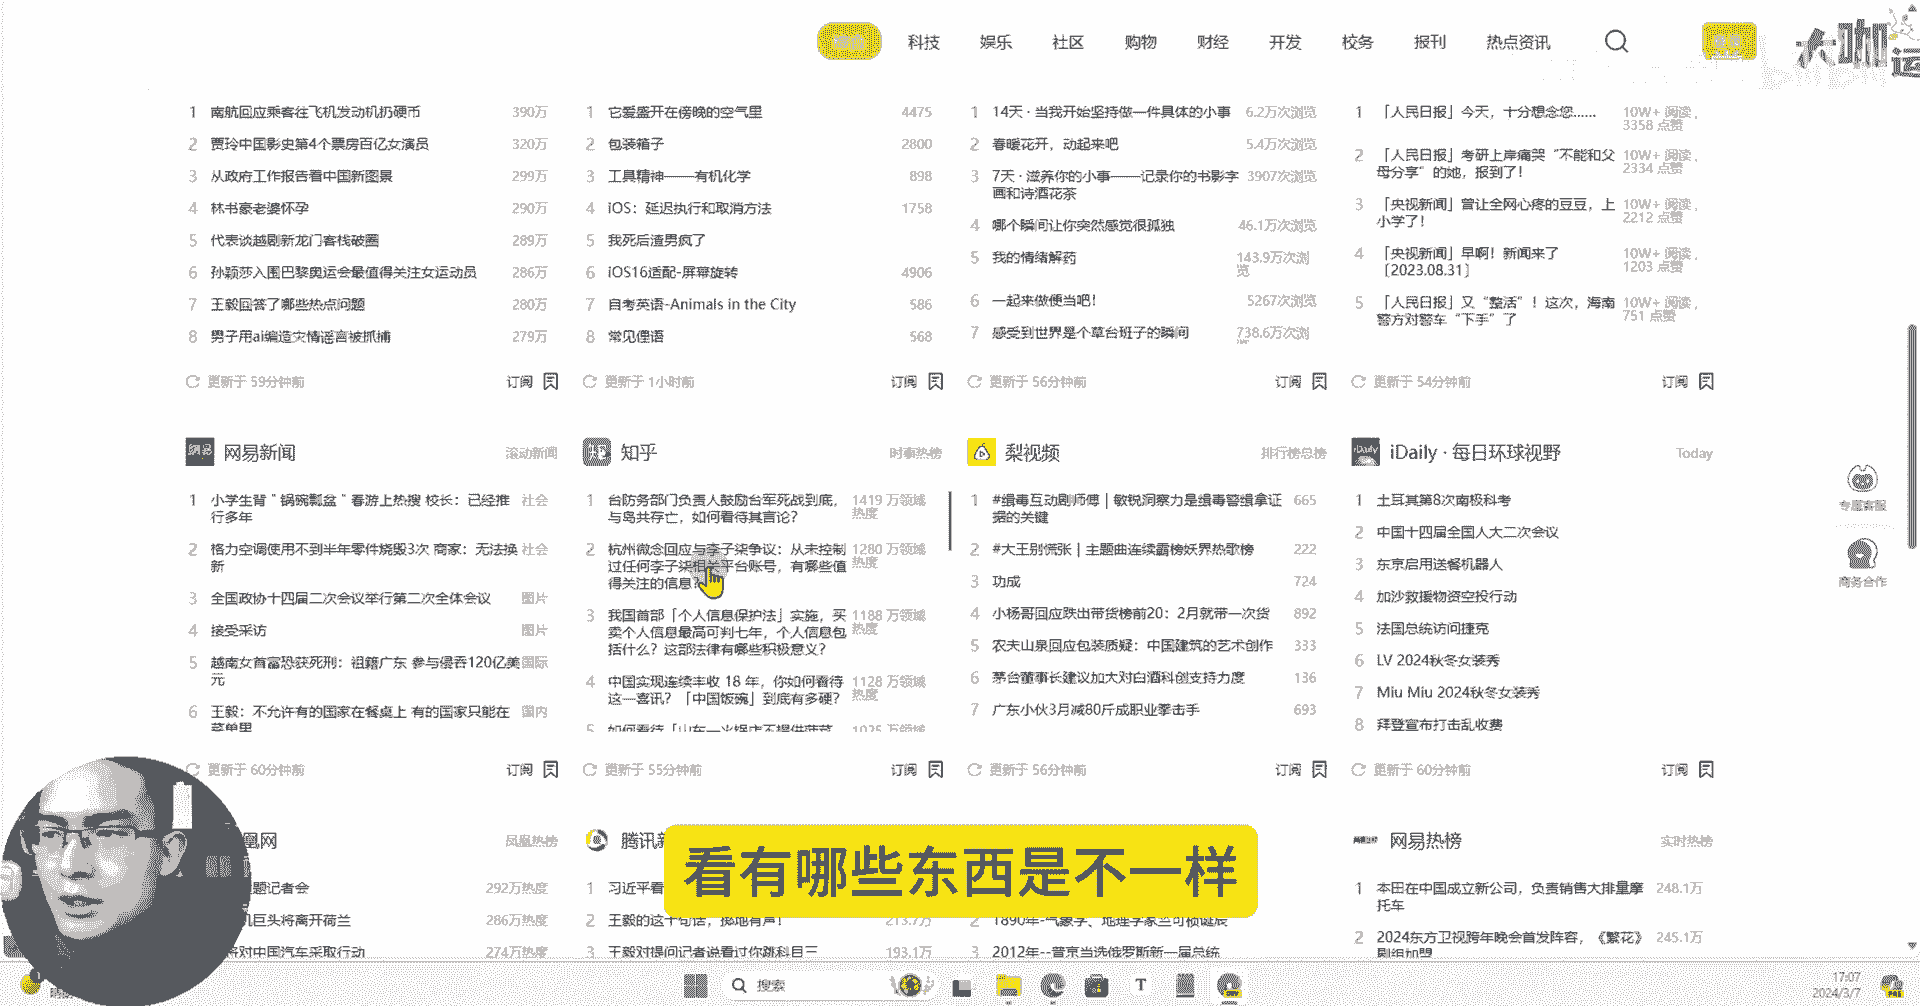 科技 娱乐 社区 购物 财经 开发 校务 报刊 热点资讯
大咖运
1 南航回应乘客往飞机发动机扔硬币 390万
2 贾玲中国影史第4个票房百亿女演员 320万
3 从政府工作报告看中国新图景 299万
4 林书豪老婆怀孕 290万
5 代表谈越剧新龙门客栈破圈 289万
6 孙颖莎入围巴黎奥运会最值得关注女运动员 286万
7 王毅回答了哪些热点问题 280万
8 男子用ai编造灾情谣言被抓捕 279万
更新于 59分钟前 订阅
1 它爱盛开在傍晚的空气里 4475
2 包装箱子 2800
3 工具精神——有机化学 898
4 iOS：延迟执行和取消方法 1758
5 我死后渣男疯了
6 iOS16适配-屏幕旋转 4906
7 自考英语-Animals in the City 586
8 常见俚语 568
更新于 1小时前 订阅
1 14天 · 当我开始坚持做一件具体的小事 6.2万次浏览
2 春暖花开，动起来吧 5.4万次浏览
3 7天 · 滋养你的小事——记录你的书影字 3907次浏览
画和诗酒花茶
4 哪个瞬间让你突然感觉很孤独 46.1万次浏览
5 我的情绪解药 143.9万次浏
览
6 一起来做便当吧！ 5267次浏览
7 感受到世界是个草台班子的瞬间 738.6万次浏
更新于 56分钟前 订阅
1 「人民日报」今天，十分想念您…… 10W+ 阅读，
3358 点赞
2 「人民日报」考研上岸痛哭“不能和父 10W+ 阅读，
母分享”的她，报到了！ 2334 点赞
3 「央视新闻」曾让全网心疼的豆豆，上 10W+ 阅读，
小学了！ 2212 点赞
4 「央视新闻」早啊！新闻来了 10W+ 阅读，
〔2023.08.31〕 1203 点赞
5 「人民日报」又“整活”！这次，海南 10W+ 阅读，
警方对警车“下手”了 751 点赞
更新于 54分钟前 订阅
网易新闻 滚动新闻
1 小学生背＂锅碗瓢盆＂春游上热搜 校长：已经推 社会
行多年
2 格力空调使用不到半年零件烧毁3次 商家：无法换 社会
新
3 全国政协十四届二次会议举行第二次全体会议 图片
4 接受采访 图片
5 越南女首富恐获死刑：祖籍广东 参与侵吞120亿美 国际
元
6 王毅：不允许有的国家在餐桌上 有的国家只能在 国内
菜单里
更新于 60分钟前 订阅
知乎 时事热榜
1 台防务部门负责人鼓励台军死战到底， 1419 万领域
与岛共存亡，如何看待其言论？ 热度
2 杭州微念回应与李子柒争议：从未控制 1280 万领域
过任何李子柒相关平台账号，有哪些值 热度
得关注的信息？
3 我国首部「个人信息保护法」实施，买 1188 万领域
卖个人信息最高可判七年，个人信息包 热度
括什么？这部法律有哪些积极意义？
4 中国实现连续丰收 18 年，你如何看待 1128 万领域
这一喜讯？「中国饭碗」到底有多硬？ 热度
5 如何看待「山东一火锅店不提供菠菜 1025 万领域
更新于 55分钟前 订阅
梨视频 排行榜总榜
1 #缉毒互动剧师傅｜敏锐洞察力是缉毒警缉拿证 665
据的关键
2 #大王别慌张｜主题曲连续霸榜妖界热歌榜 222
3 功成 724
4 小杨哥回应跌出带货榜前20：2月就带一次货 892
5 农夫山泉回应包装质疑：中国建筑的艺术创作 333
6 茅台董事长建议加大对白酒科创支持力度 136
7 广东小伙3月减80斤成职业拳击手 693
更新于 56分钟前 订阅
iDaily · 每日环球视野 Today
1 土耳其第8次南极科考
2 中国十四届全国人大二次会议
3 东京启用送餐机器人
4 加沙救援物资空投行动
5 法国总统访问捷克
6 LV 2024秋冬女装秀
7 Miu Miu 2024秋冬女装秀
8 拜登宣布打击乱收费
更新于 60分钟前 订阅
专属客服
商务合作
凰网 凤凰热榜
题记者会 292万热度
机巨头将离开荷兰 286万热度
将对中国汽车采取行动 274万热度
腾讯新
1 习近平看
2 王毅的这十句话，掷地有声！ 213.7万
3 王毅对提问记者说看过你跳科目三 193.1万
2 1890年-气象学、地理学家竺可桢诞辰
3 2012年--普京当选俄罗斯新一届总统
网易热榜 实时热榜
1 本田在中国成立新公司，负责销售大排量摩 248.1万
托车
2 2024东方卫视跨年晚会首发阵容，《繁花》 245.1万
剧组加盟
看有哪些东西是不一样
搜索
17:07
2024/3/7